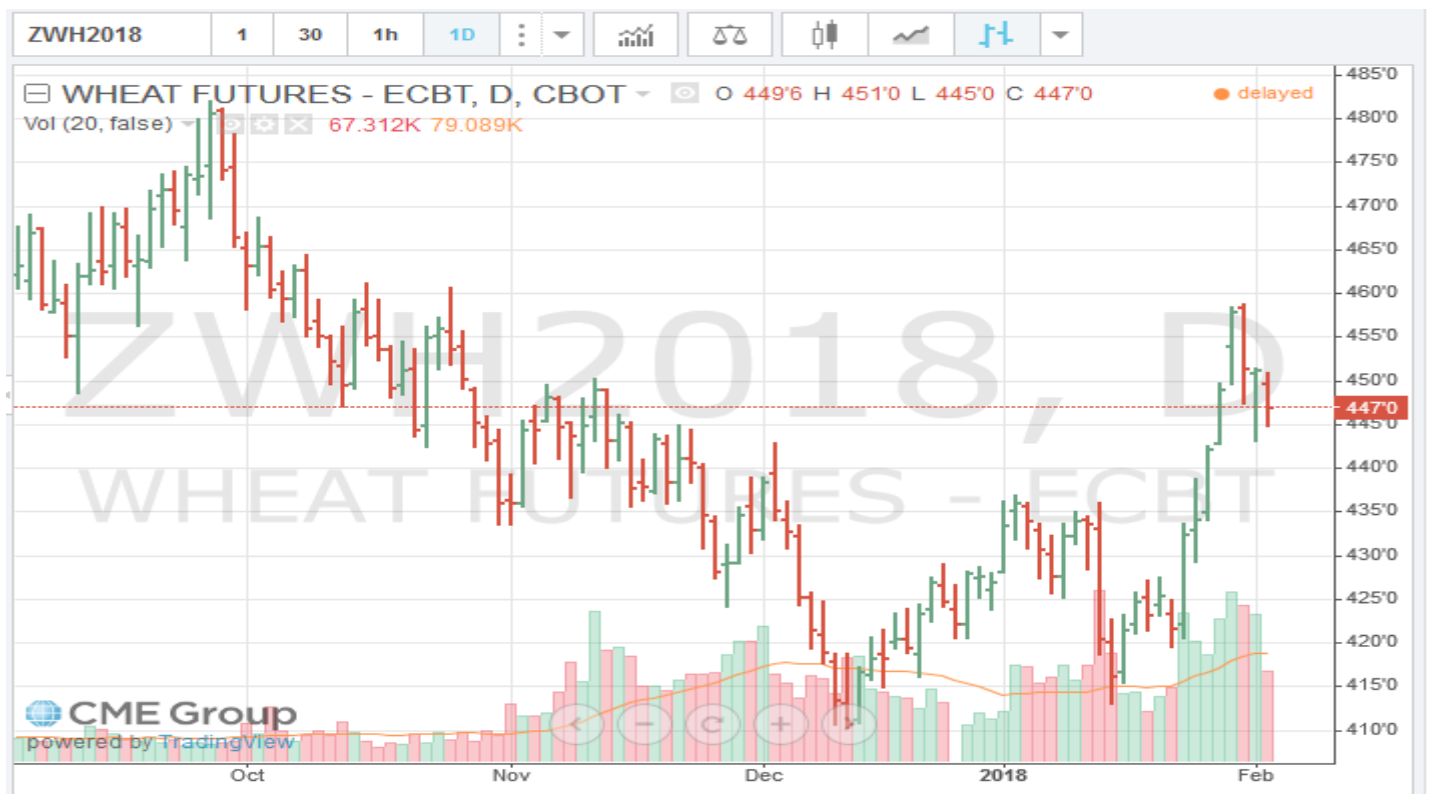 ZWH2018 1 30 1h 1D
WHEAT FUTURES - ECBT, D, CBOT O 449'6 H 451'0 L 445'0 C 447'0 delayed
Vol (20, false) 67.312K 79.089K
485'0
480'0
475'0
470'0
465'0
460'0
455'0
450'0
447'0
445'0
440'0
435'0
430'0
425'0
420'0
415'0
410'0
ZWH2018, D
WHEAT FUTURES - ECBT
CME Group
powered by TradingView
Oct Nov Dec 2018 Feb